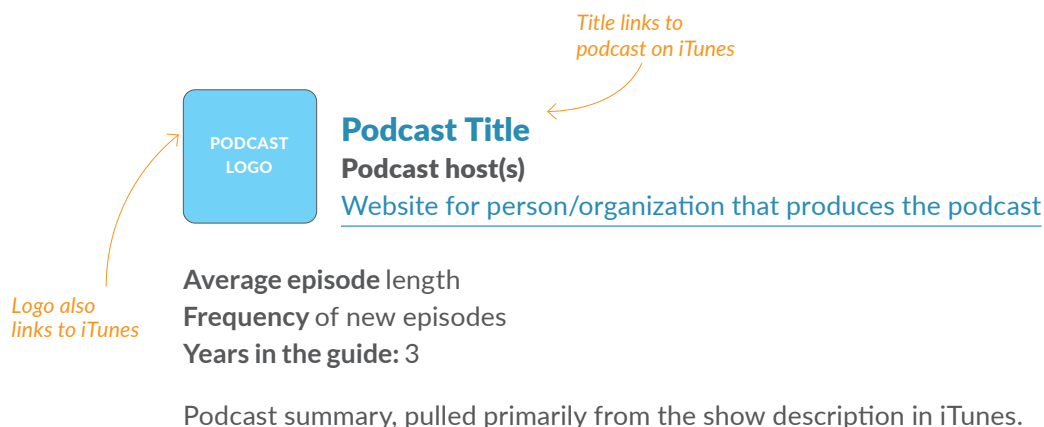 Title links to
podcast on iTunes
PODCAST
LOGO
Podcast Title
Podcast host(s)
Website for person/organization that produces the podcast
Average episode length
Logo also
links to iTunes
Frequency of new episodes
Years in the guide: 3
Podcast summary, pulled primarily from the show description in iTunes.